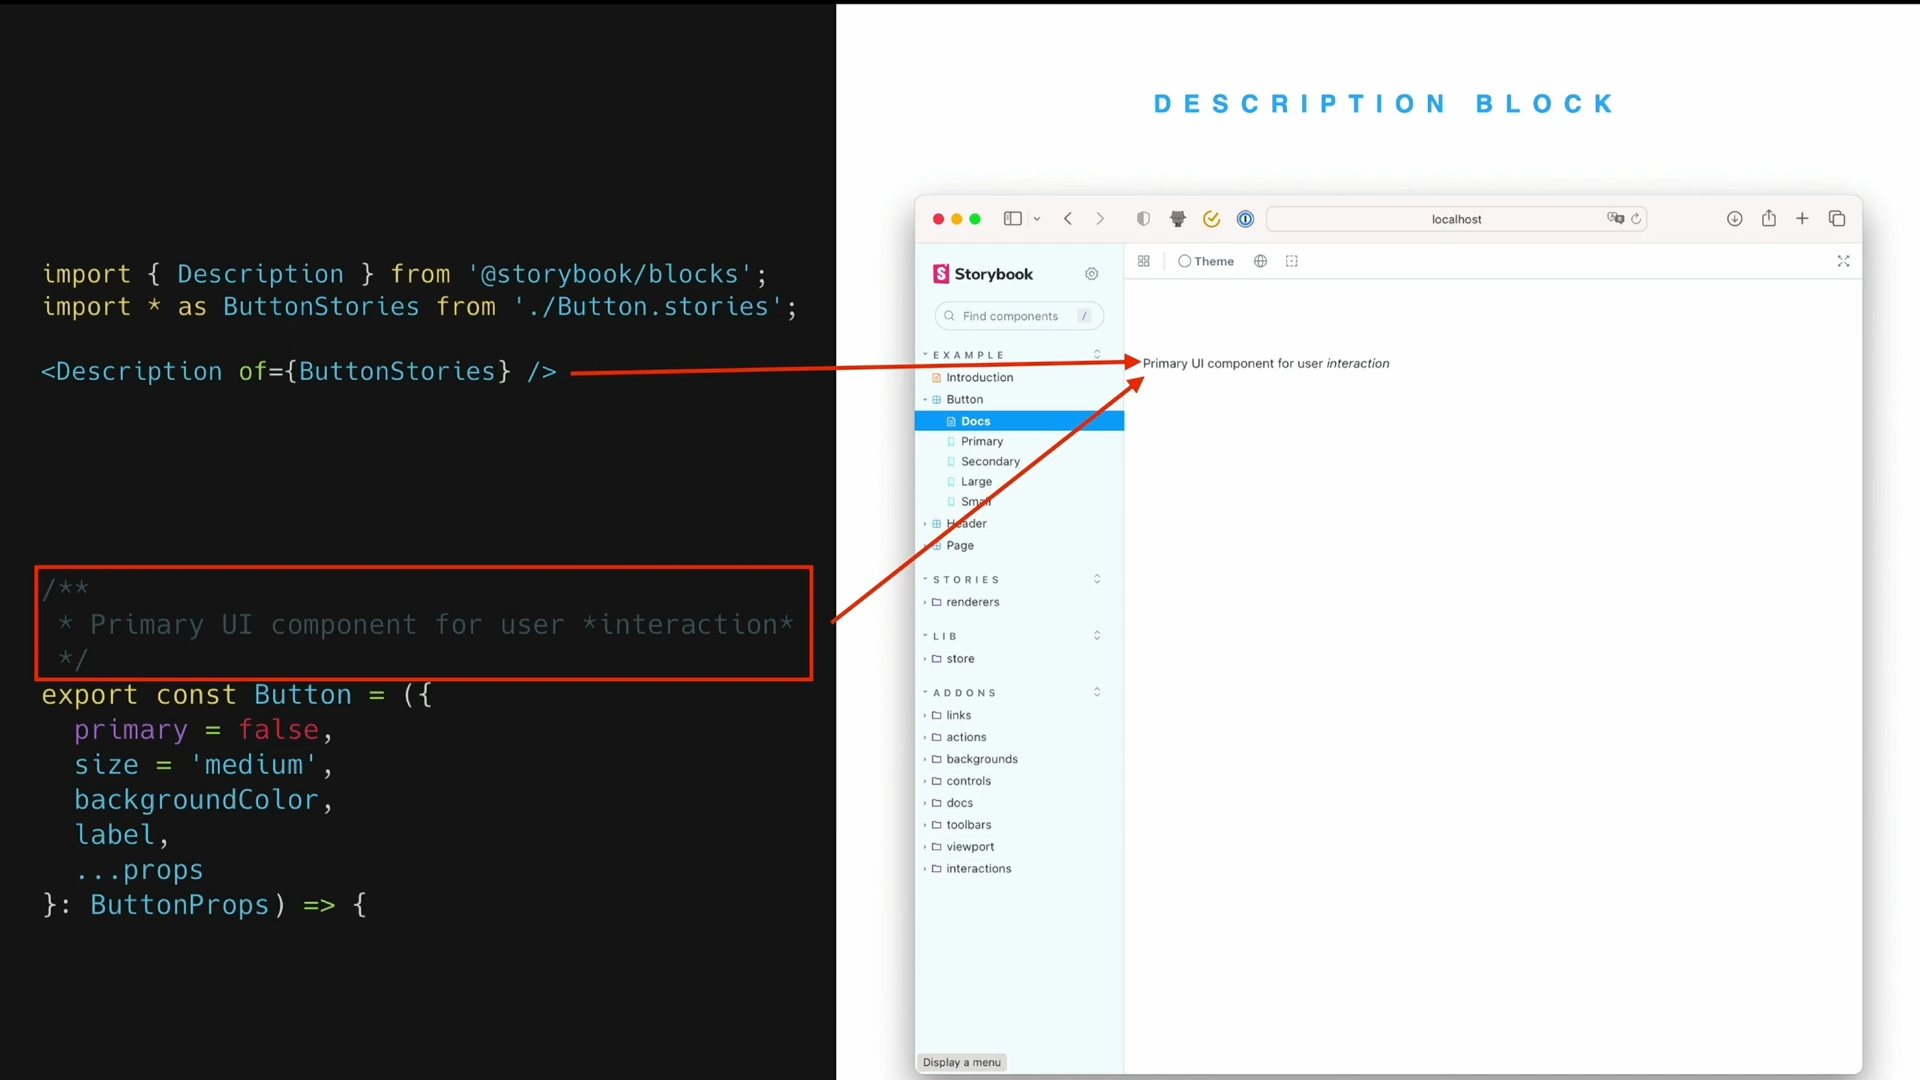 import { Description } from '@storybook/blocks';
import * as ButtonStories from './Button.stories';
<Description of={ButtonStories} />
/**
 * Primary UI component for user *interaction*
 */
export const Button = ({
  primary = false,
  size = 'medium',
  backgroundColor,
  label,
  ...props
}: ButtonProps) => {
DESCRIPTION BLOCK
localhost
Storybook
Theme
Find components /
EXAMPLE
Introduction
Button
Docs
Primary
Secondary
Large
Small
Header
Page
STORIES
renderers
LIB
store
ADDONS
links
actions
backgrounds
controls
docs
toolbars
viewport
interactions
Display a menu
Primary UI component for user interaction